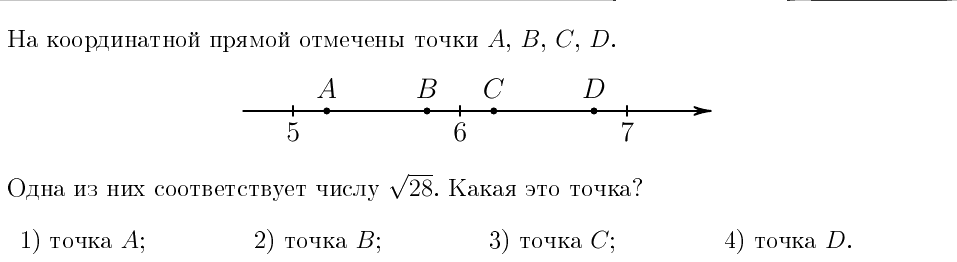 На координатной прямой отмечены точки A, B, C, D.
A B C D
5 6 7
Одна из них соответствует числу √28. Какая это точка?
1) точка A; 2) точка B; 3) точка C; 4) точка D.